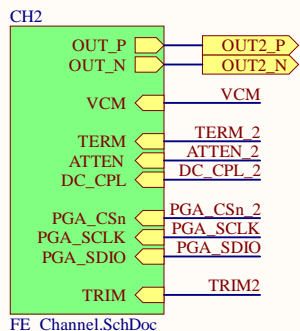 CH2
OUT_P OUT2_P
OUT_N OUT2_N
VCM VCM
TERM TERM_2
ATTEN ATTEN_2
DC_CPL DC_CPL_2
PGA_CSn PGA_CSn_2
PGA_SCLK PGA_SCLK
PGA_SDIO PGA_SDIO
TRIM TRIM2
FE_Channel.SchDoc